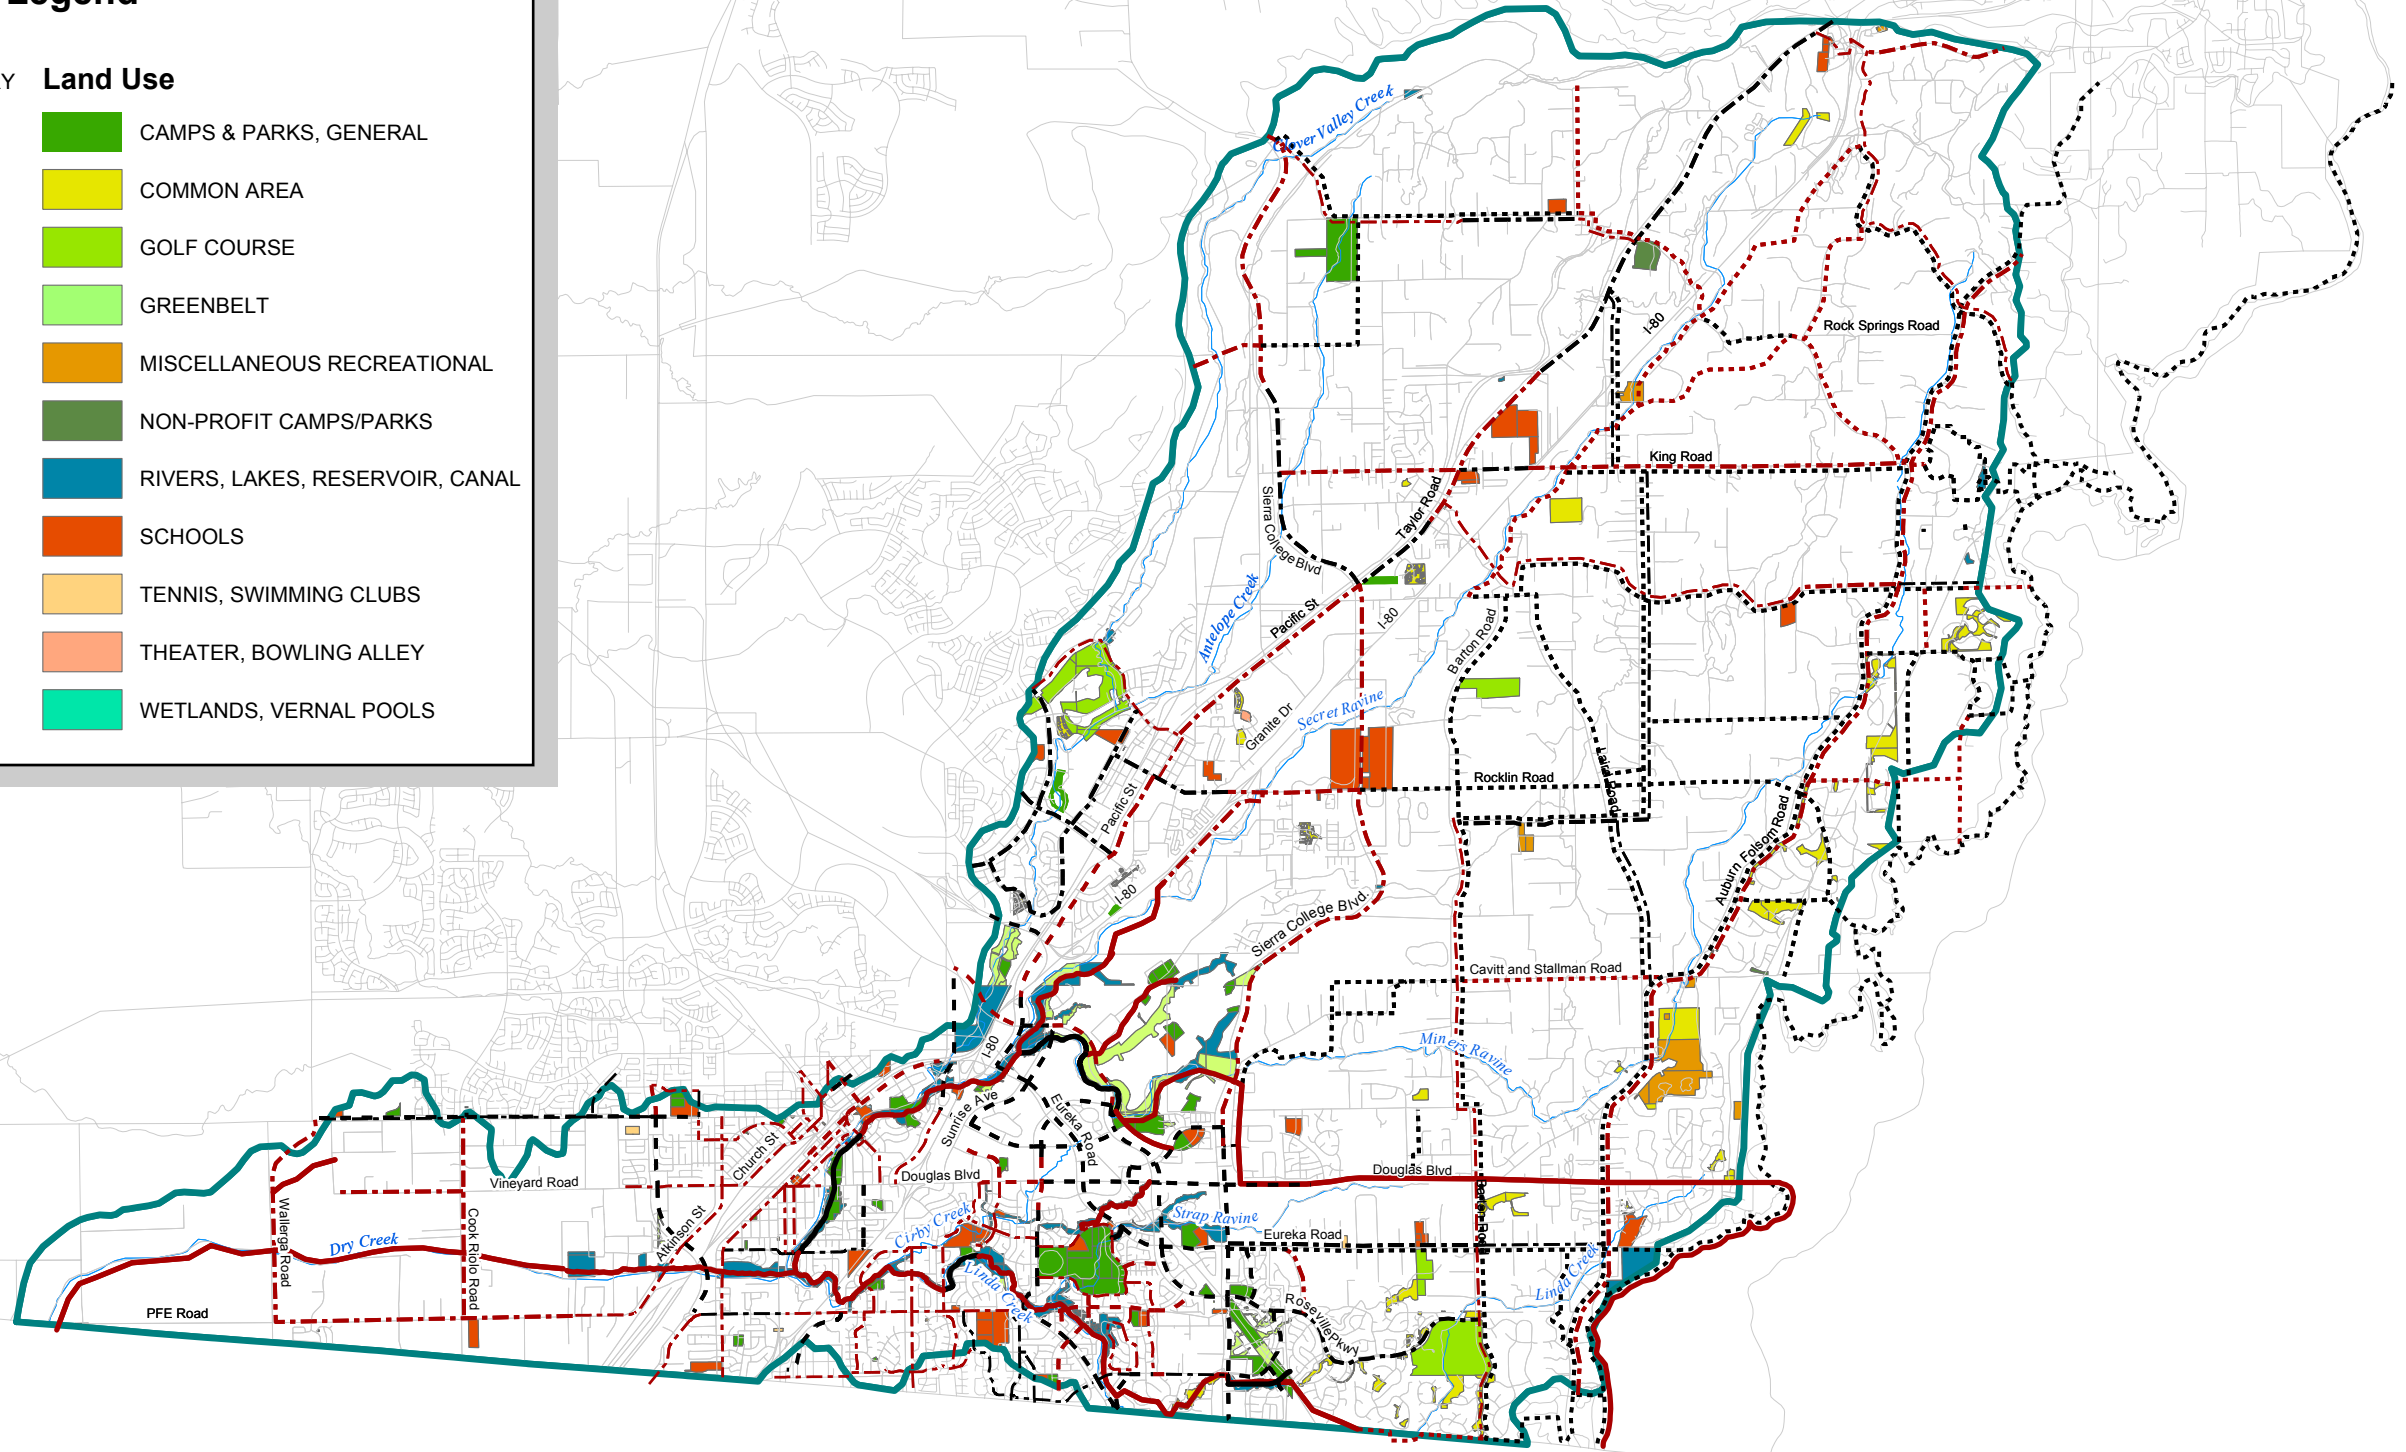 Legend
Y
Land Use
CAMPS & PARKS, GENERAL
COMMON AREA
GOLF COURSE
GREENBELT
MISCELLANEOUS RECREATIONAL
NON-PROFIT CAMPS/PARKS
RIVERS, LAKES, RESERVOIR, CANAL
SCHOOLS
TENNIS, SWIMMING CLUBS
THEATER, BOWLING ALLEY
WETLANDS, VERNAL POOLS
Clover Valley Creek
I-80
Rock Springs Road
King Road
Taylor Road
Sierra College Blvd
Antelope Creek
Pacific St
I-80
Barton Road
Secret Ravine
Granite Dr
Rocklin Road
Laird Road
Pacific St
Auburn Folsom Road
I-80
Sierra College Blvd.
Cavitt and Stallman Road
I-80
Miners Ravine
Sunrise Ave
Eureka Road
Church St
Douglas Blvd
Douglas Blvd
Vineyard Road
Barton Road
Wallerga Road
Cook Riolo Road
Atkinson St
Cirby Creek
Strap Ravine
Eureka Road
Dry Creek
Linda Creek
Linda Creek
PFE Road
Roseville Pkwy